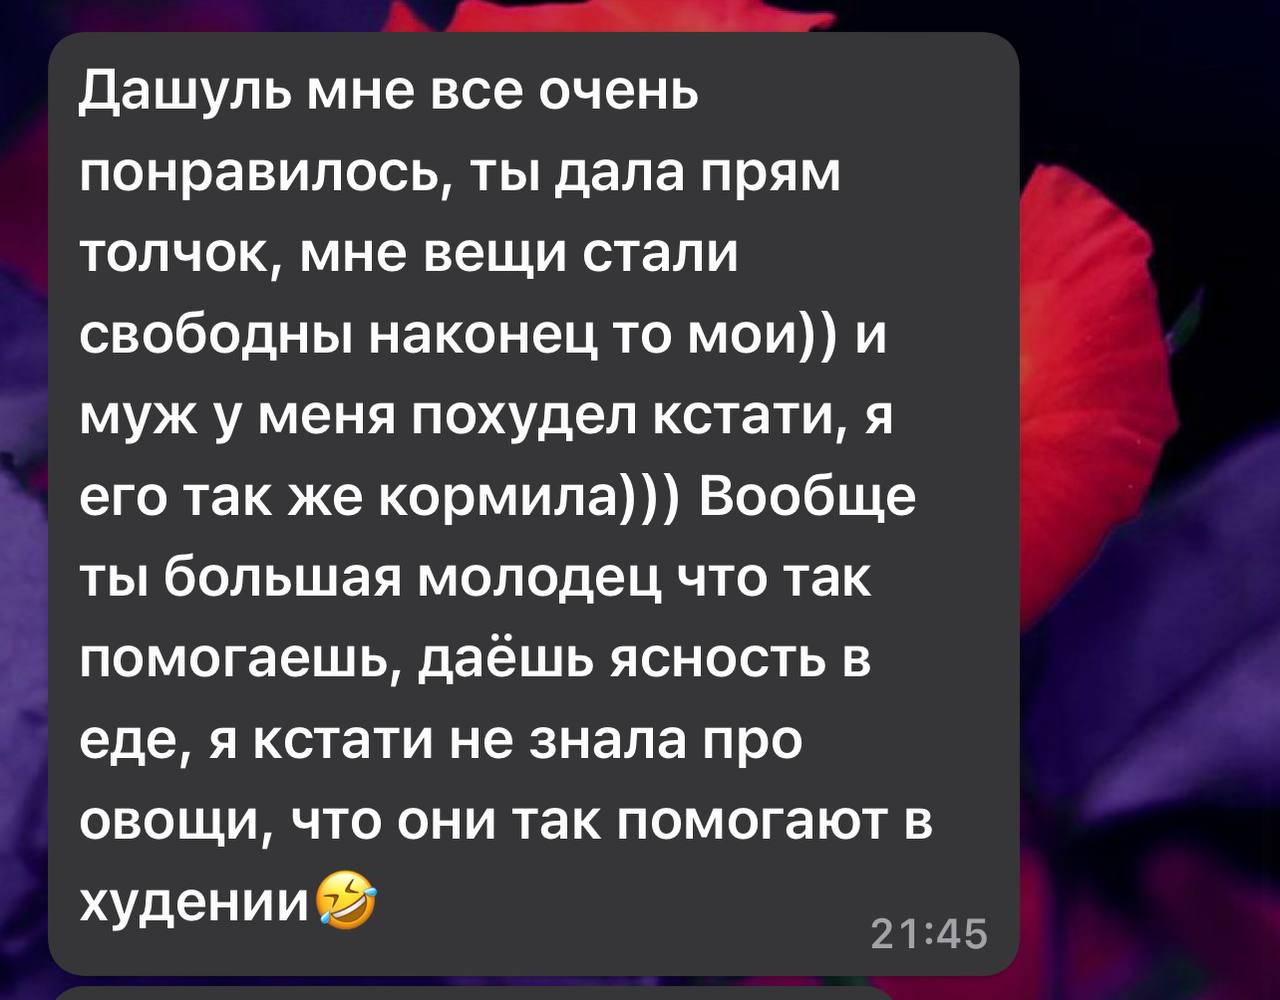 Дашуль мне все очень
понравилось, ты дала прям
толчок, мне вещи стали
свободны наконец то мои)) и
муж у меня похудел кстати, я
его так же кормила))) Вообще
ты большая молодец что так
помогаешь, даёшь ясность в
еде, я кстати не знала про
овощи, что они так помогают в
худении🤣
21:45